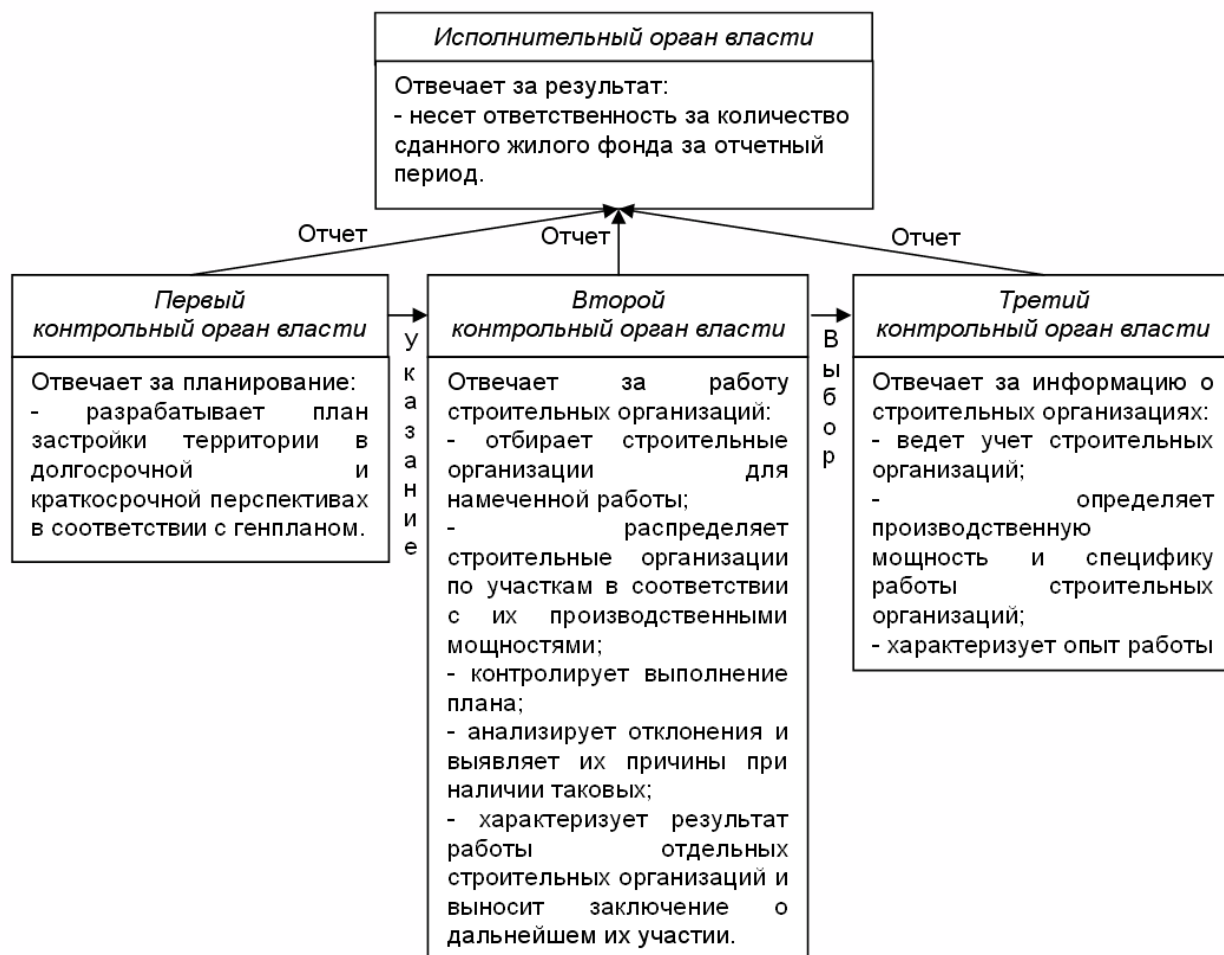 Исполнительный орган власти
Отвечает за результат:
- несет ответственность за количество
сданного жилого фонда за отчетный
период.
Отчет
Отчет
Отчет
Первый
контрольный орган власти
Отвечает за планирование:
- разрабатывает план
застройки территории в
долгосрочной и
краткосрочной перспективах
в соответствии с генпланом.
Указание
Второй
контрольный орган власти
Отвечает за работу
строительных организаций:
- отбирает строительные
организации для
намеченной работы;
- распределяет
строительные организации
по участкам в соответствии
с их производственными
мощностями;
- контролирует выполнение
плана;
- анализирует отклонения и
выявляет их причины при
наличии таковых;
- характеризует результат
работы отдельных
строительных организаций и
выносит заключение о
дальнейшем их участии.
Выбор
Третий
контрольный орган власти
Отвечает за информацию о
строительных организациях:
- ведет учет строительных
организаций;
- определяет
производственную
мощность и специфику
работы строительных
организаций;
- характеризует опыт работы